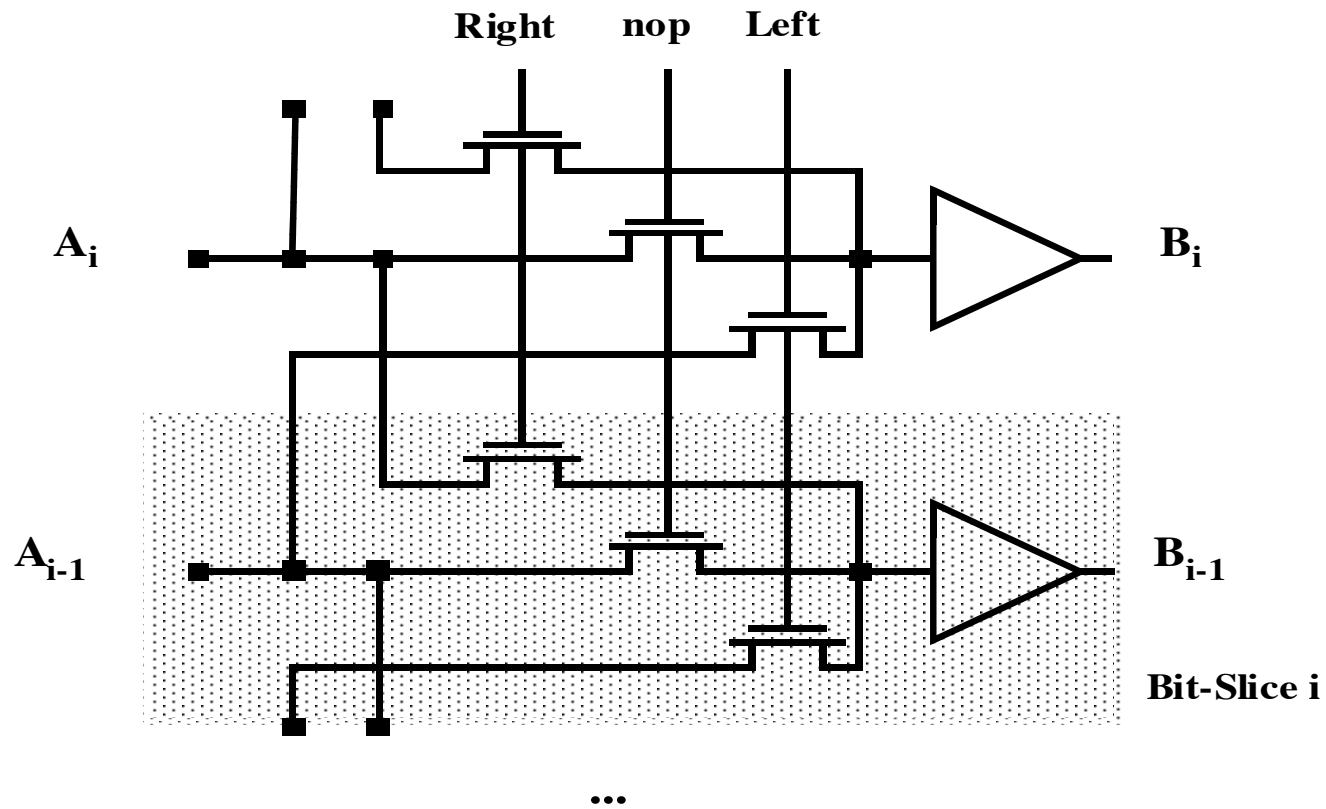 Right nop Left
Aᵢ Bᵢ
Aᵢ₋₁ Bᵢ₋₁
Bit-Slice i
...